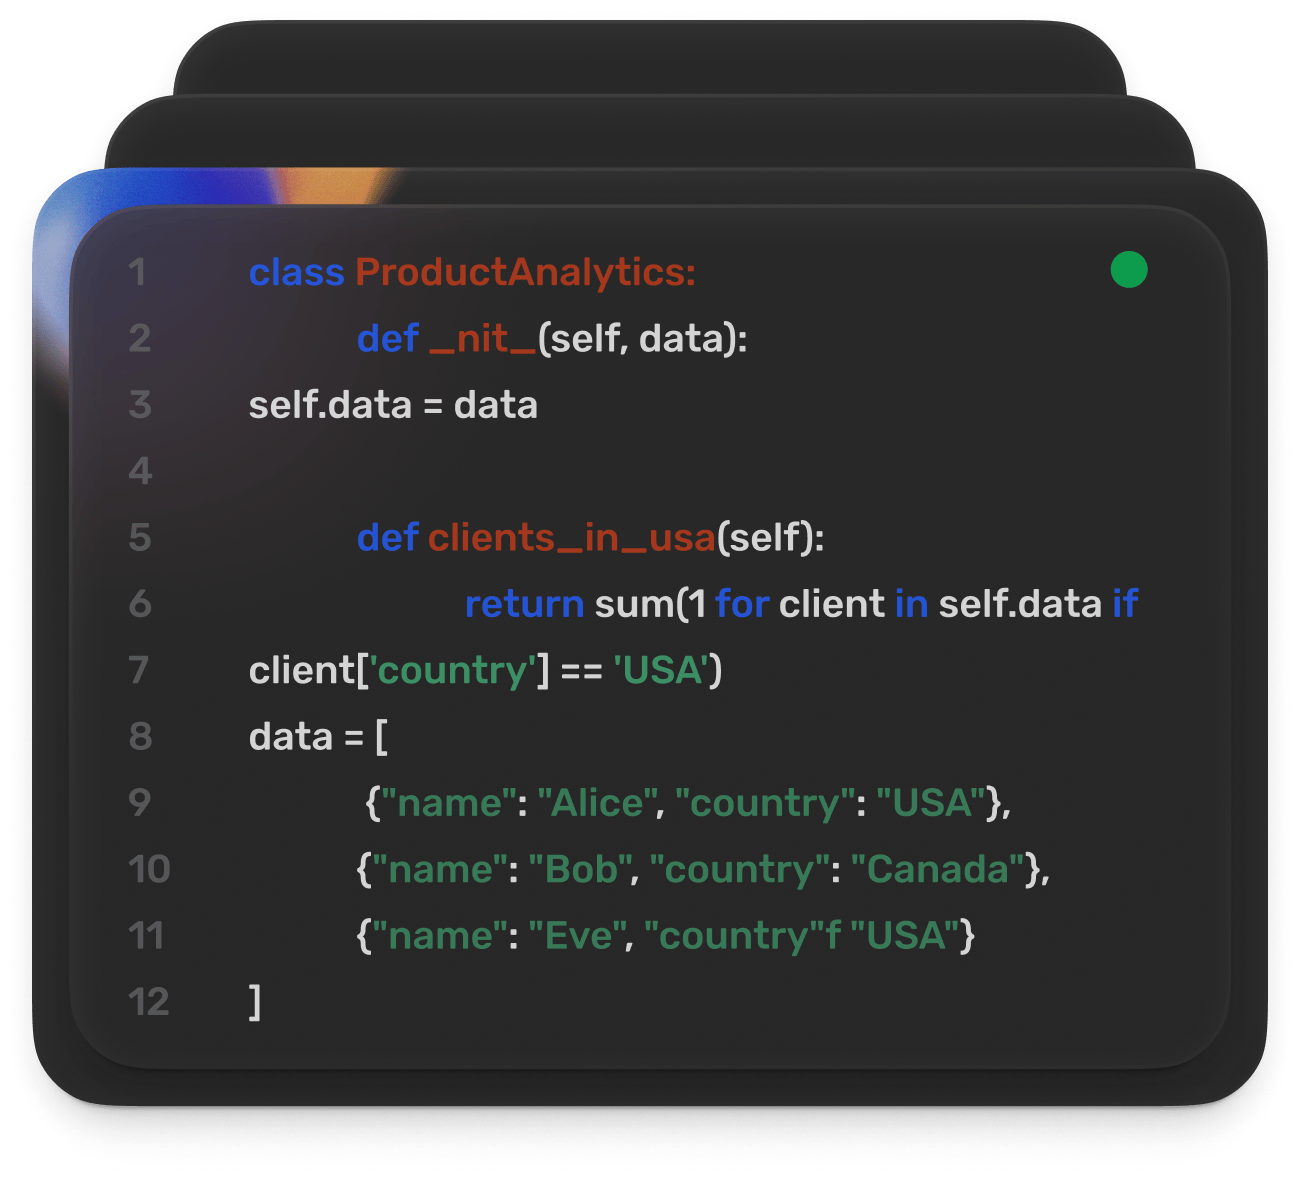 1 class ProductAnalytics:
2 def _nit_(self, data):
3 self.data = data
4
5 def clients_in_usa(self):
6 return sum(1 for client in self.data if
7 client['country'] == 'USA')
8 data = [
9 {"name": "Alice", "country": "USA"},
10 {"name": "Bob", "country": "Canada"},
11 {"name": "Eve", "country"f "USA"}
12 ]